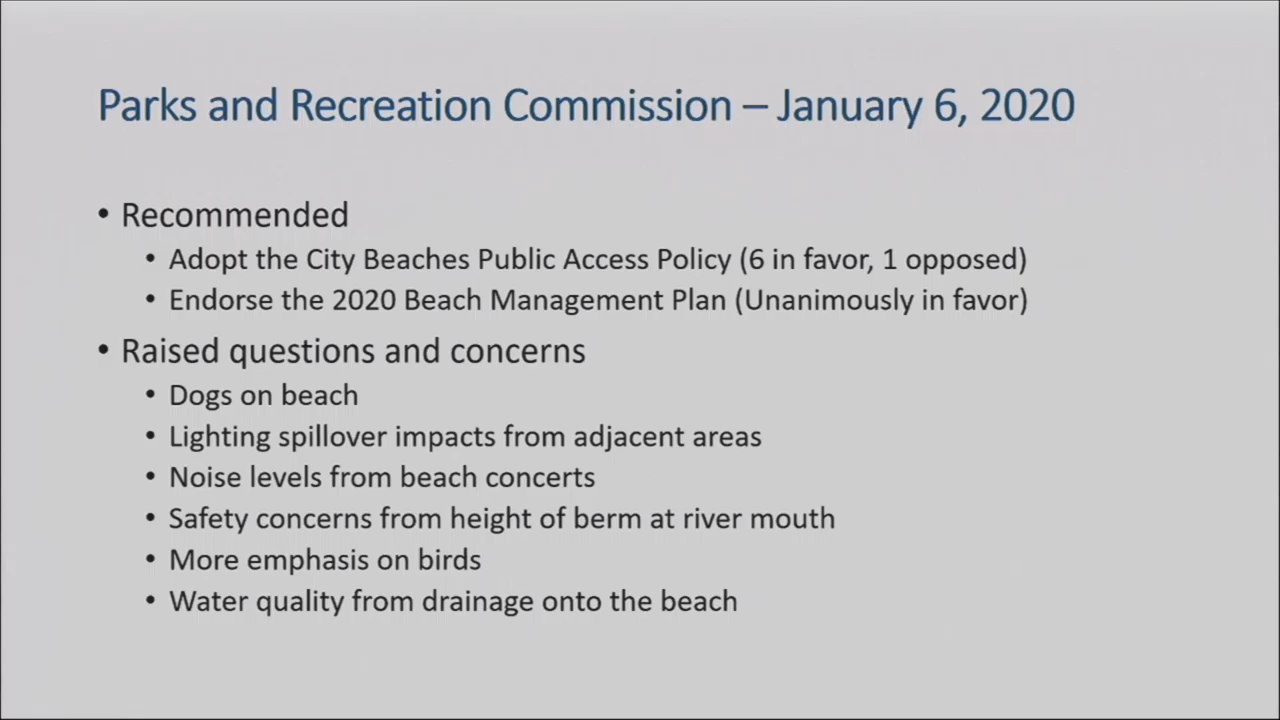 Parks and Recreation Commission – January 6, 2020
• Recommended
• Adopt the City Beaches Public Access Policy (6 in favor, 1 opposed)
• Endorse the 2020 Beach Management Plan (Unanimously in favor)
• Raised questions and concerns
• Dogs on beach
• Lighting spillover impacts from adjacent areas
• Noise levels from beach concerts
• Safety concerns from height of berm at river mouth
• More emphasis on birds
• Water quality from drainage onto the beach